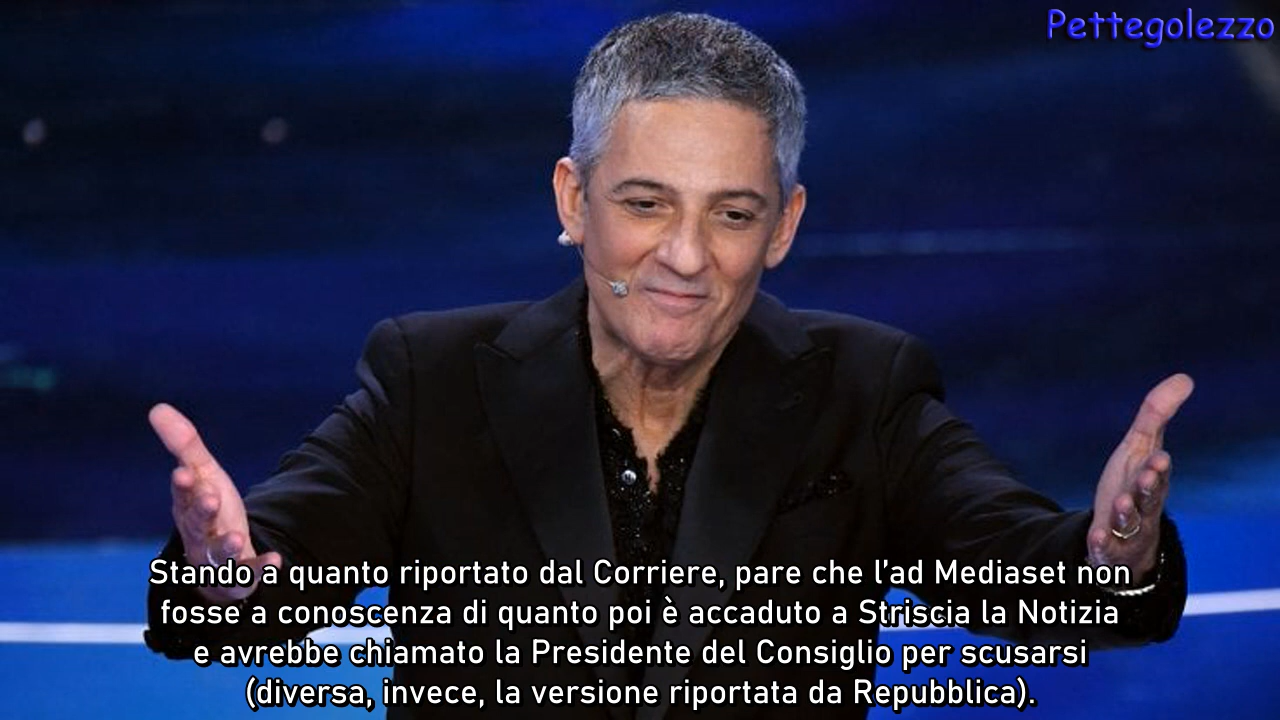 Pettegolezzo
Stando a quanto riportato dal Corriere, pare che l’ad Mediaset non
fosse a conoscenza di quanto poi è accaduto a Striscia la Notizia
e avrebbe chiamato la Presidente del Consiglio per scusarsi
(diversa, invece, la versione riportata da Repubblica).